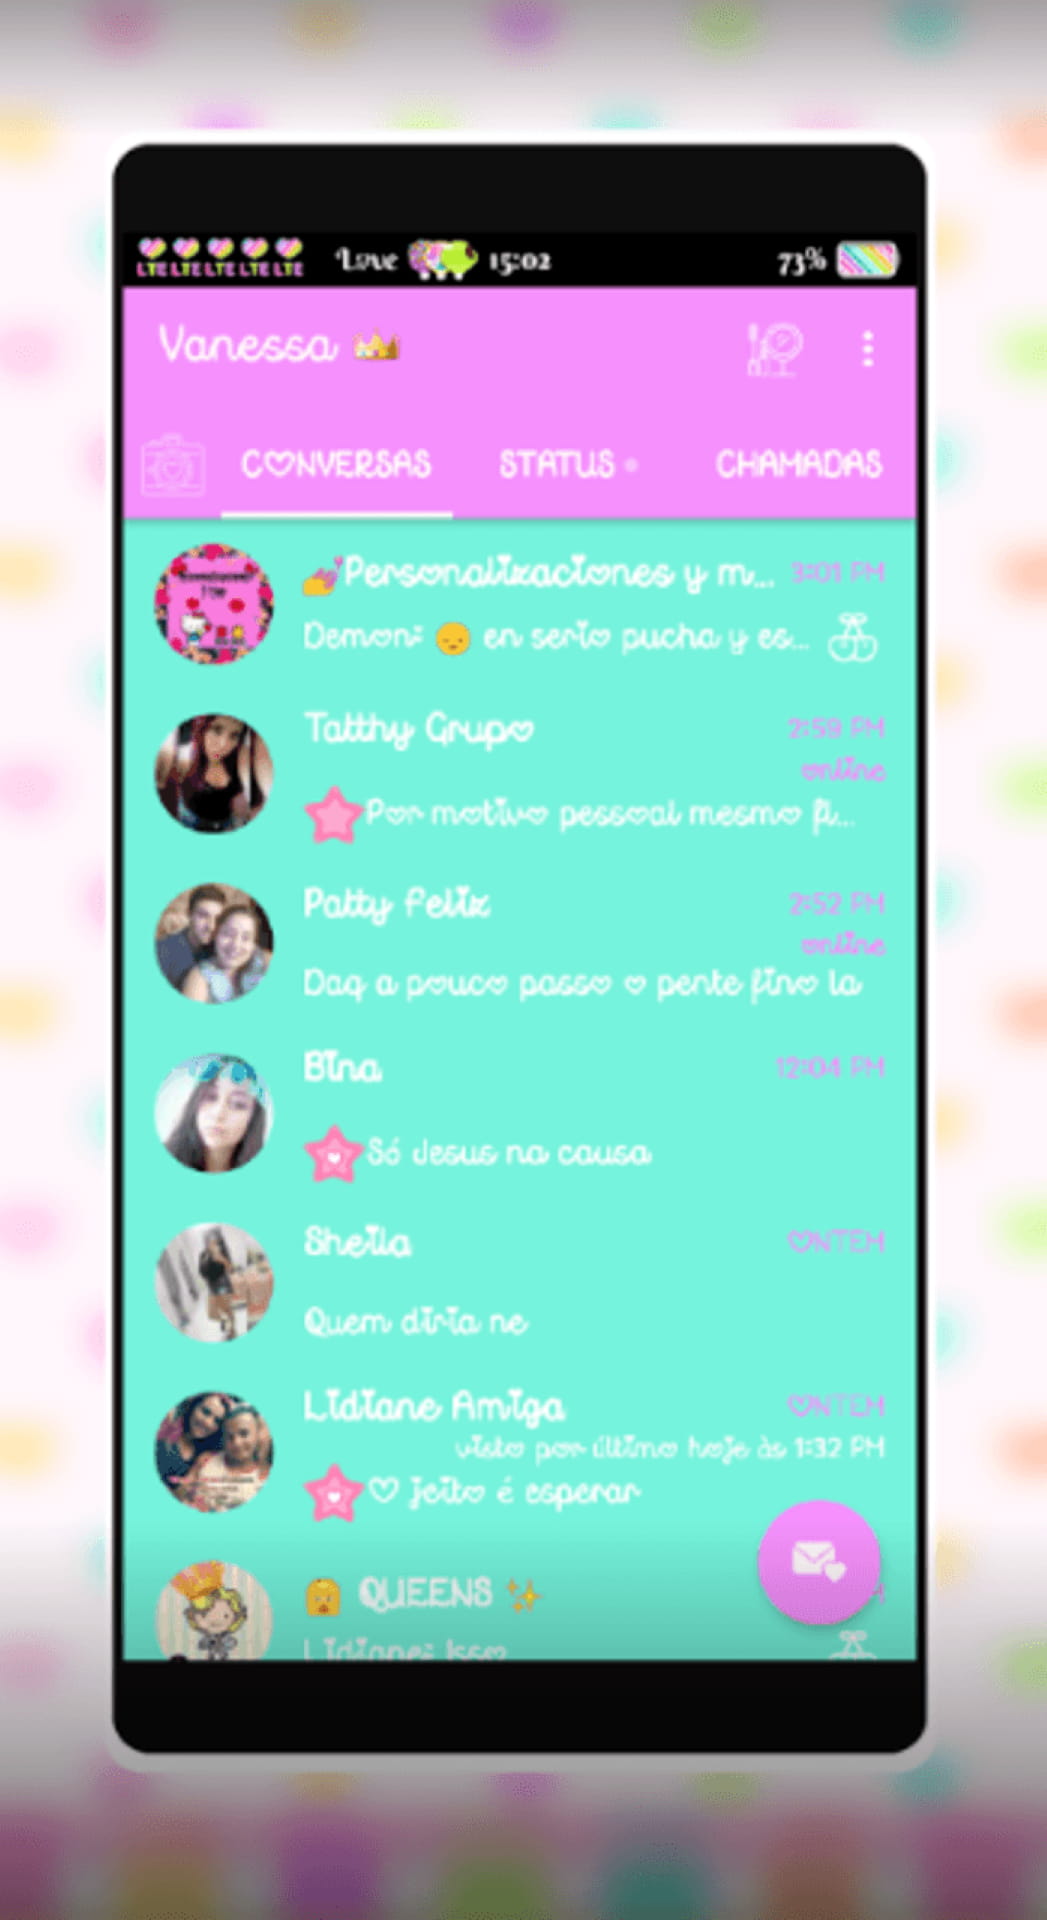 LTE LTE LTE LTE LTE Love 15:02 73%
Vanessa 👑
CONVERSAS STATUS CHAMADAS
💅Personalizaciones y m... 3:01 PM
Demon: 😞 en serio pucha y es...
Tatthy Grupo 2:59 PM
online
Por motivo pessoal mesmo fi...
Patty Felix 2:52 PM
online
Daq a pouco passo o pente fino la
Bina 12:04 PM
Só Jesus na causa
Sheila ONTEM
Quem diria ne
Lidiane Amiga ONTEM
visto por último hoje às 1:32 PM
O jeito é esperar
👸 QUEENS ✨
Lidiane: Isso